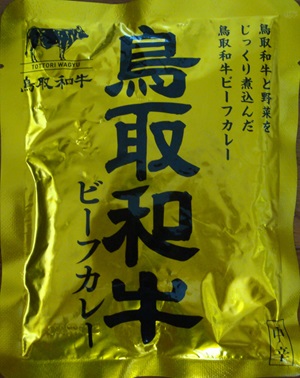 TOTTORI WAGYU
鳥取和牛
鳥取和牛と野菜を
じっくり煮込んだ
鳥取和牛ビーフカレー
鳥取和牛
ビーフカレー
中辛